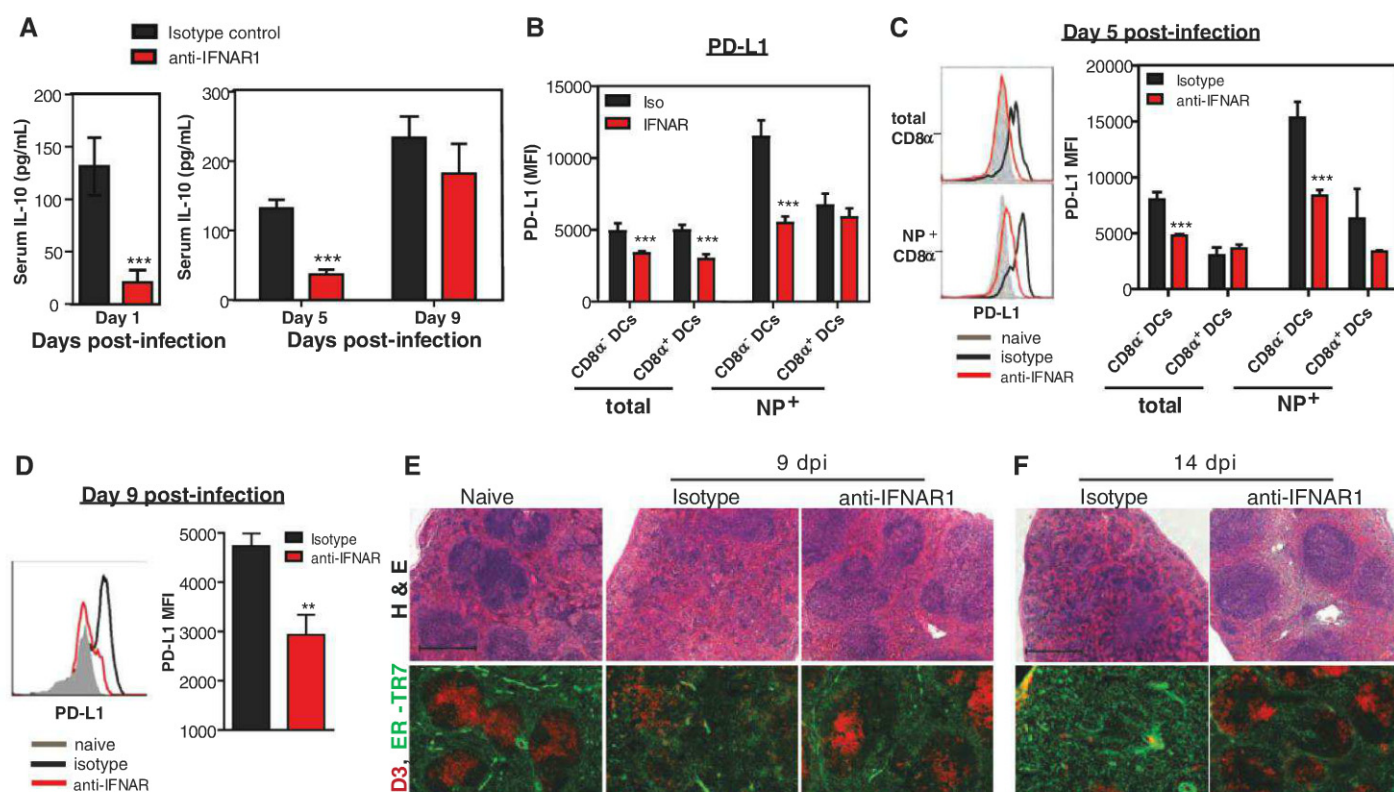 A
Isotype control
anti-IFNAR1
Serum IL-10 (pg/mL)
200
150
100
50
0
***
Day 1
Days post-infection
Serum IL-10 (pg/mL)
300
200
100
0
***
Day 5
Day 9
Days post-infection
B
PD-L1
PD-L1 (MFI)
15000
10000
5000
0
Iso
IFNAR
***
***
***
CD8α⁻ DCs
CD8α⁺ DCs
CD8α⁻ DCs
CD8α⁺ DCs
total
NP⁺
C
Day 5 post-infection
total
CD8α⁻
NP⁺
CD8α⁻
PD-L1
naive
isotype
anti-IFNAR
PD-L1 MFI
20000
15000
10000
5000
0
Isotype
anti-IFNAR
***
***
CD8α⁻ DCs
CD8α⁺ DCs
CD8α⁻ DCs
CD8α⁺ DCs
total
NP⁺
D
Day 9 post-infection
PD-L1
naive
isotype
anti-IFNAR
PD-L1 MFI
5000
4000
3000
2000
1000
Isotype
anti-IFNAR
**
E
9 dpi
Naive
Isotype
anti-IFNAR1
H & E
D3, ER-TR7
F
14 dpi
Isotype
anti-IFNAR1